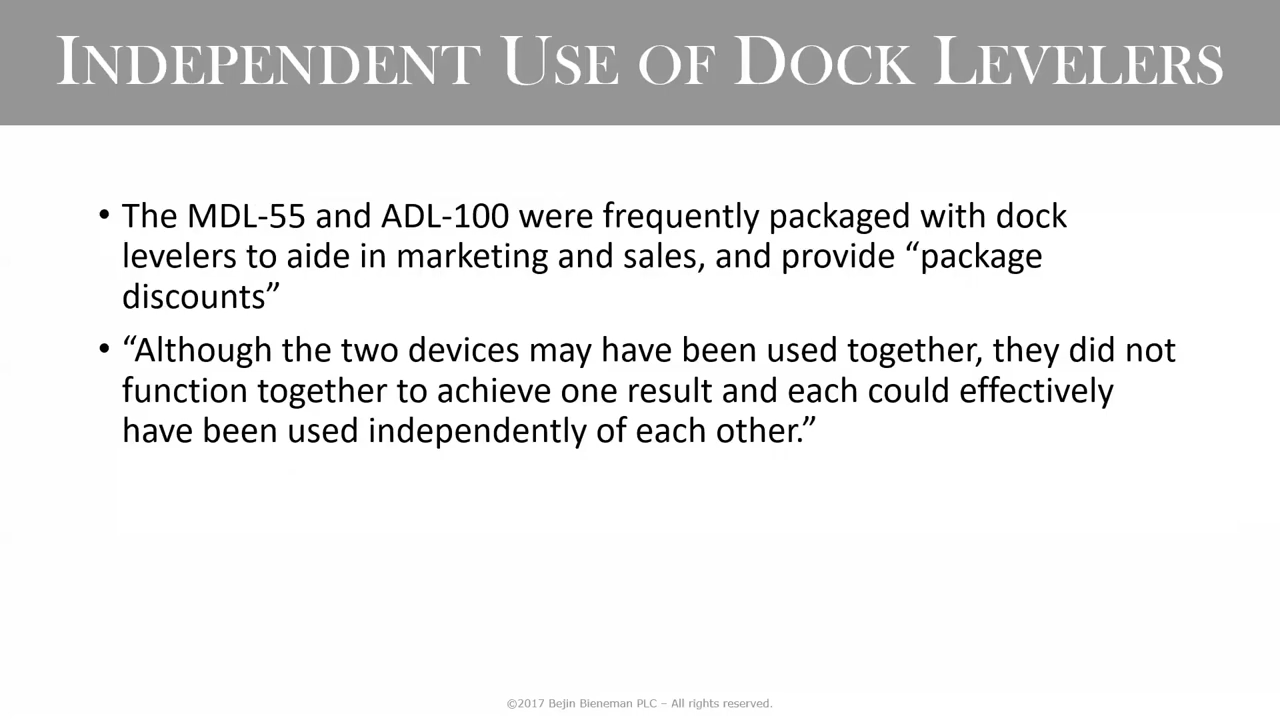 INDEPENDENT USE OF DOCK LEVELERS
• The MDL-55 and ADL-100 were frequently packaged with dock
levelers to aide in marketing and sales, and provide “package
discounts”
• “Although the two devices may have been used together, they did not
function together to achieve one result and each could effectively
have been used independently of each other.”
©2017 Bejin Bieneman PLC – All rights reserved.